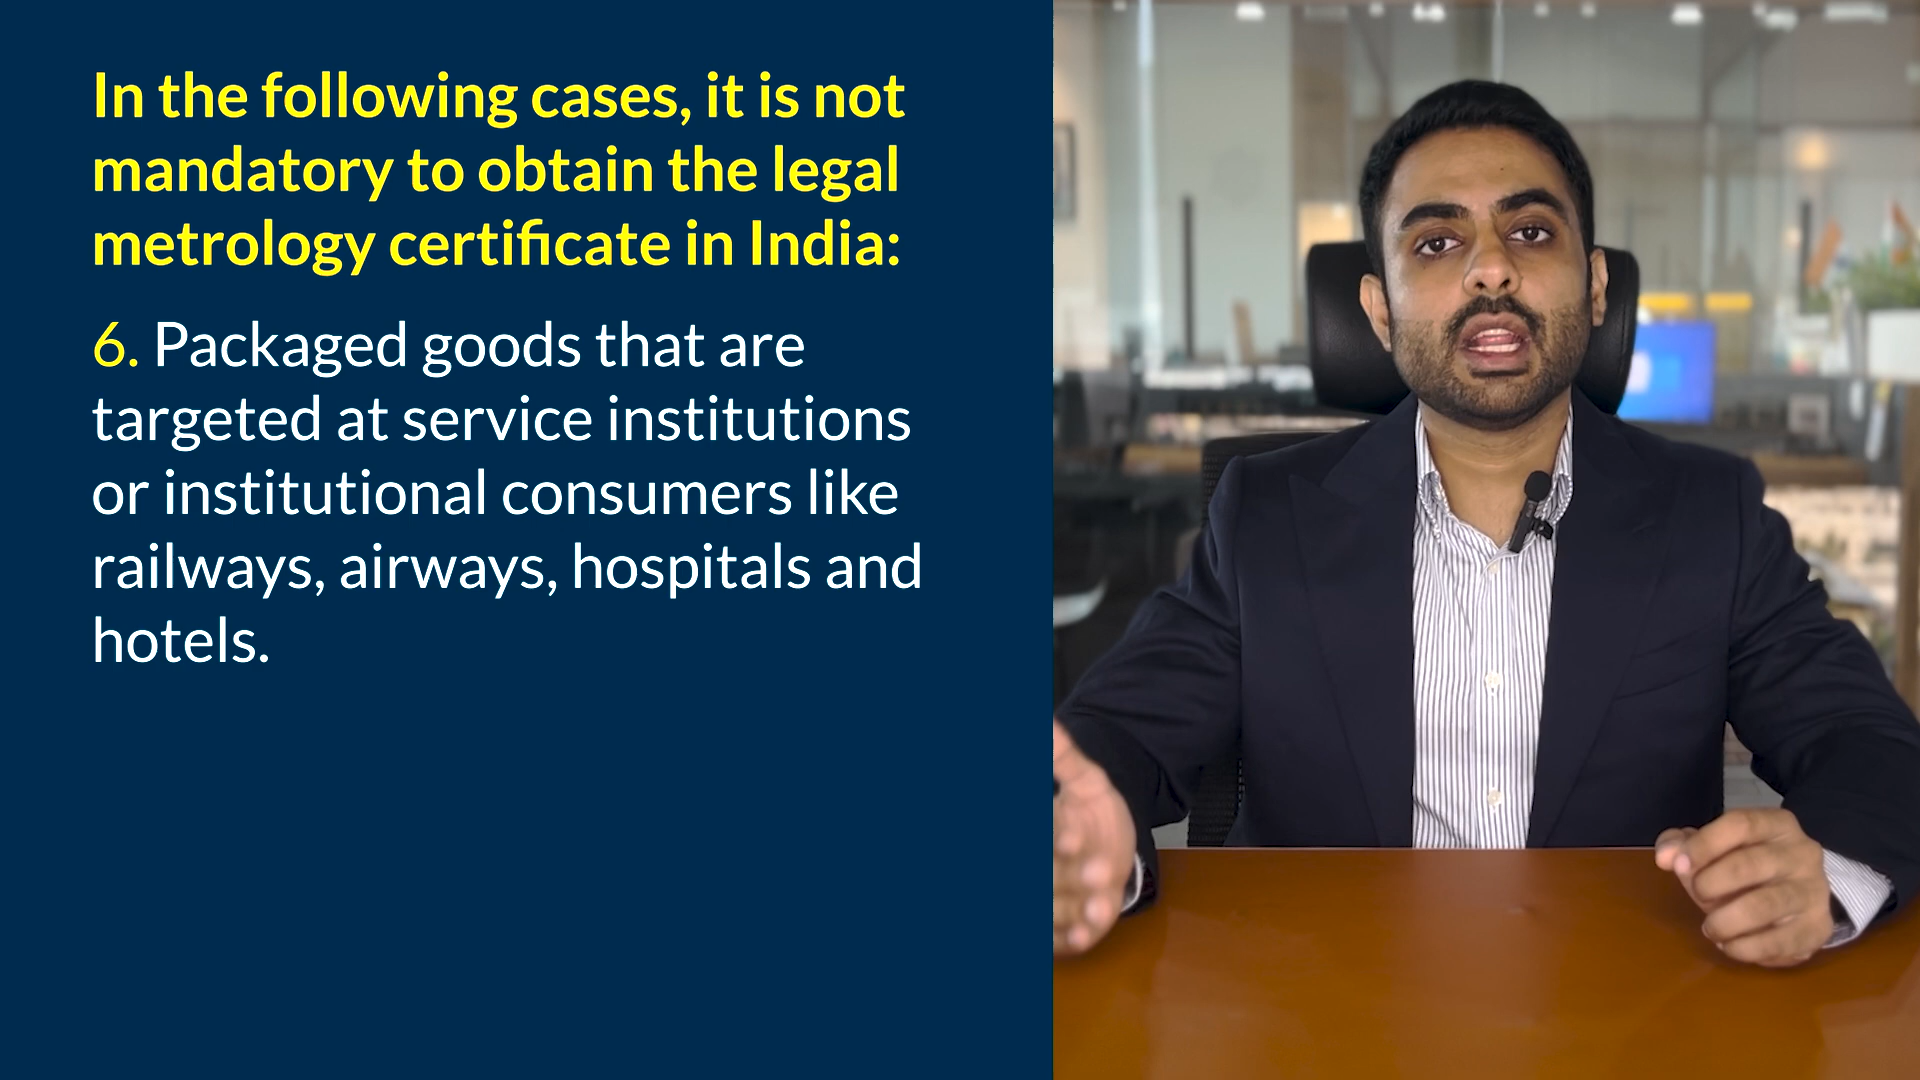 In the following cases, it is not
mandatory to obtain the legal
metrology certificate in India:
6. Packaged goods that are
targeted at service institutions
or institutional consumers like
railways, airways, hospitals and
hotels.